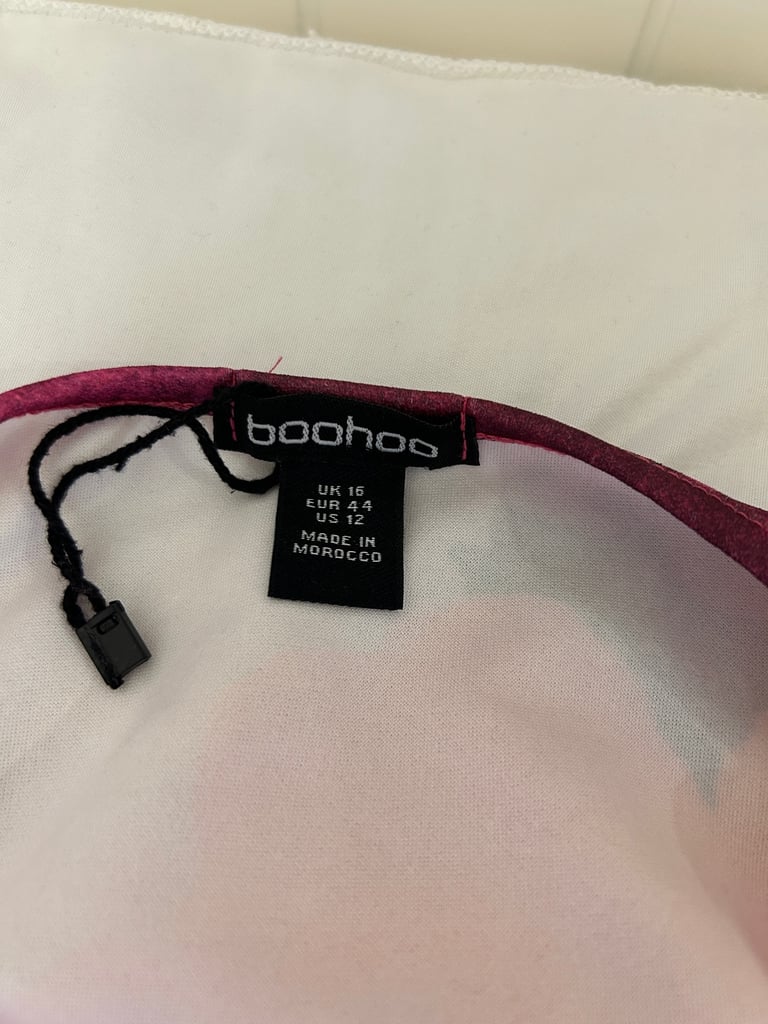 boohoo
UK 16
EUR 44
US 12
MADE IN
MOROCCO